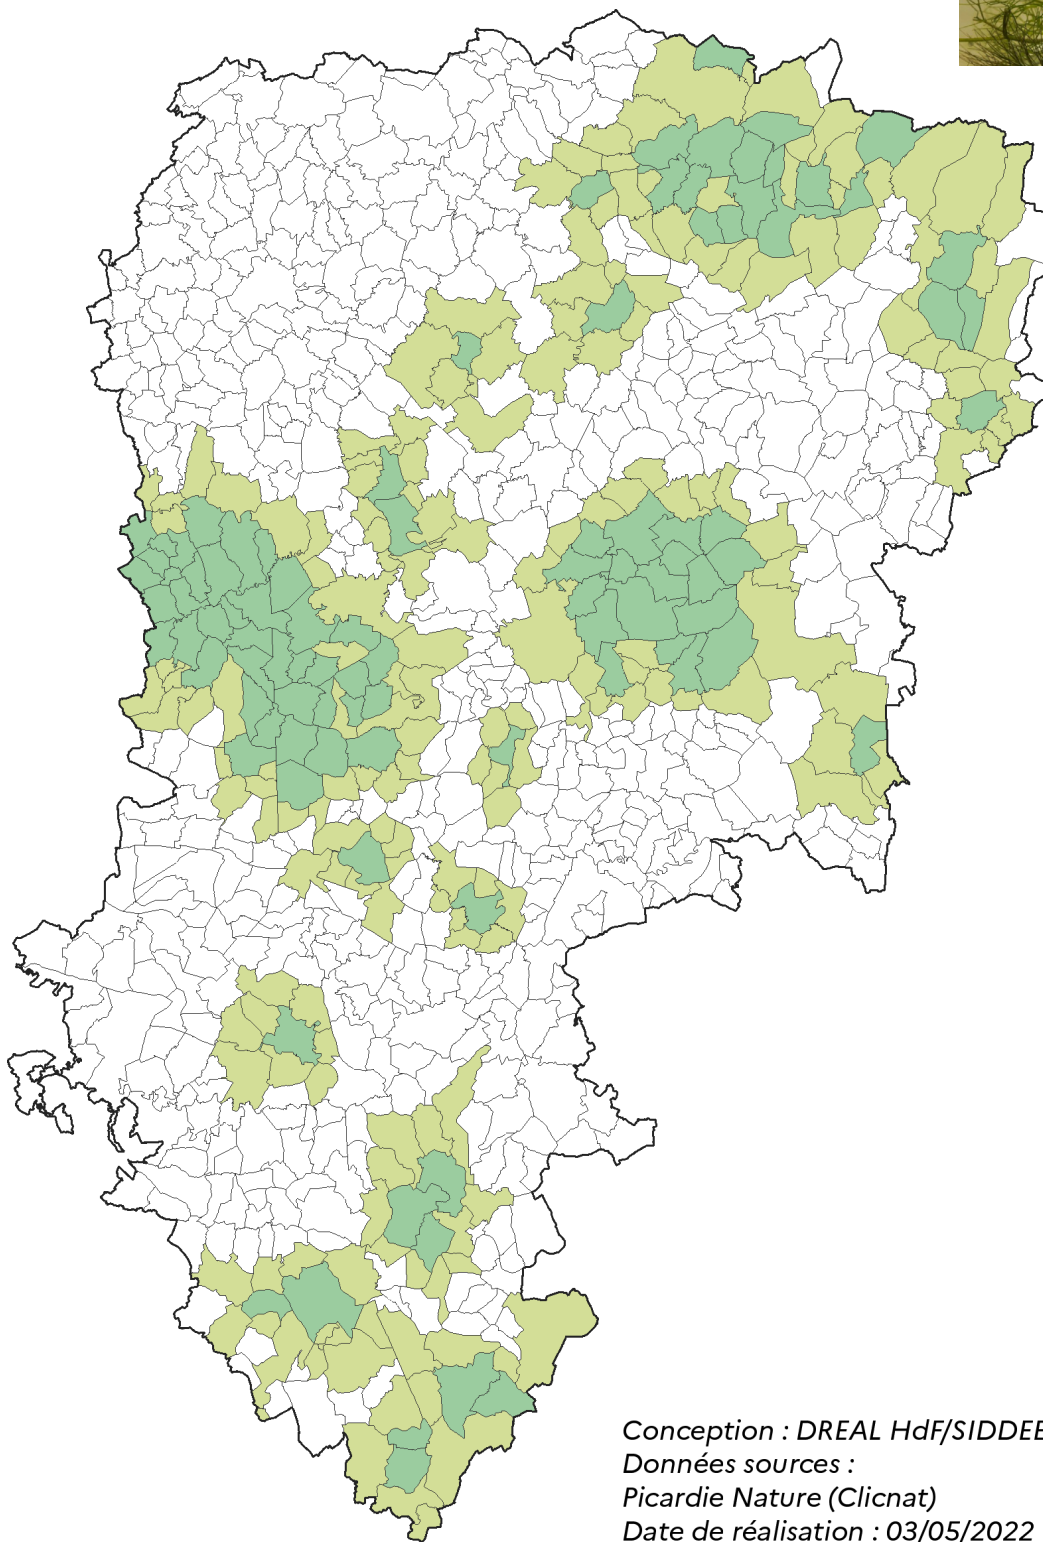 Conception : DREAL HdF/SIDDEE
Données sources :
Picardie Nature (Clicnat)
Date de réalisation : 03/05/2022